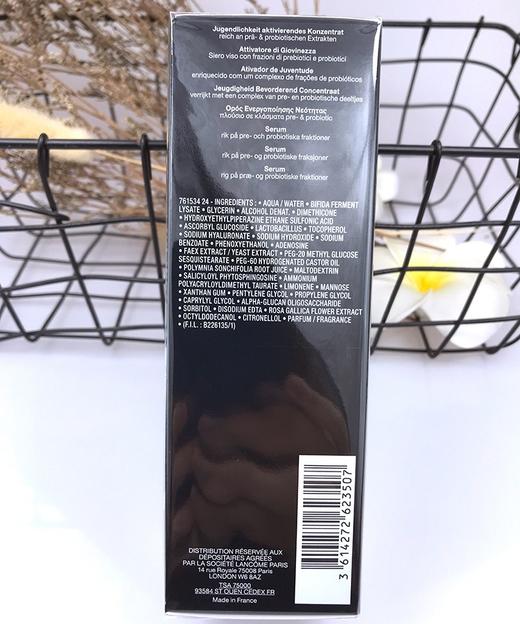 Jugendlichkeit aktivierendes Konzentrat
reich an prä- & probiotischen Extrakten
Attivatore di Giovinezza
Siero viso con frazioni di prebiotici e probiotici
Ativador de Juventude
enriquecido com um complexo de frações de probióticos
Jeugdigheid Bevorderend Concentraat
verrijkt met een complex van pre- en probiotische deeltjes
Ορός Ενεργοποίησης Νεότητας
πλούσιο σε κλάσματα pre- & probiotic
Serum
rik på pre- och probiotiska fraktioner
Serum
rik på pre- og probiotiske fraksjoner
Serum
rig på præ- og probiotiske fraktioner
761534 24 - INGREDIENTS : • AQUA / WATER • BIFIDA FERMENT
LYSATE • GLYCERIN • ALCOHOL DENAT. • DIMETHICONE
• HYDROXYETHYLPIPERAZINE ETHANE SULFONIC ACID
• ASCORBYL GLUCOSIDE • LACTOBACILLUS • TOCOPHEROL
• SODIUM HYALURONATE • SODIUM HYDROXIDE • SODIUM
BENZOATE • PHENOXYETHANOL • ADENOSINE
• FAEX EXTRACT / YEAST EXTRACT • PEG-20 METHYL GLUCOSE
SESQUISTEARATE • PEG-60 HYDROGENATED CASTOR OIL
• POLYMNIA SONCHIFOLIA ROOT JUICE • MALTODEXTRIN
• SALICYLOYL PHYTOSPHINGOSINE • AMMONIUM
POLYACRYLOYLDIMETHYL TAURATE • LIMONENE • MANNOSE
• XANTHAN GUM • PENTYLENE GLYCOL • PROPYLENE GLYCOL
• CAPRYLYL GLYCOL • ALPHA-GLUCAN OLIGOSACCHARIDE
• SORBITOL • DISODIUM EDTA • ROSA GALLICA FLOWER EXTRACT
• OCTYLDODECANOL • CITRONELLOL • PARFUM / FRAGRANCE
• (F.I.L. : B226135/1)
DISTRIBUTION RÉSERVÉE AUX
DÉPOSITAIRES AGRÉÉS
PAR LA SOCIÉTÉ LANCÔME PARIS
14 rue Royale 75008 Paris
LONDON W6 8AZ
TSA 75000
93584 ST OUEN CEDEX FR
Made in France
3 614272 623507